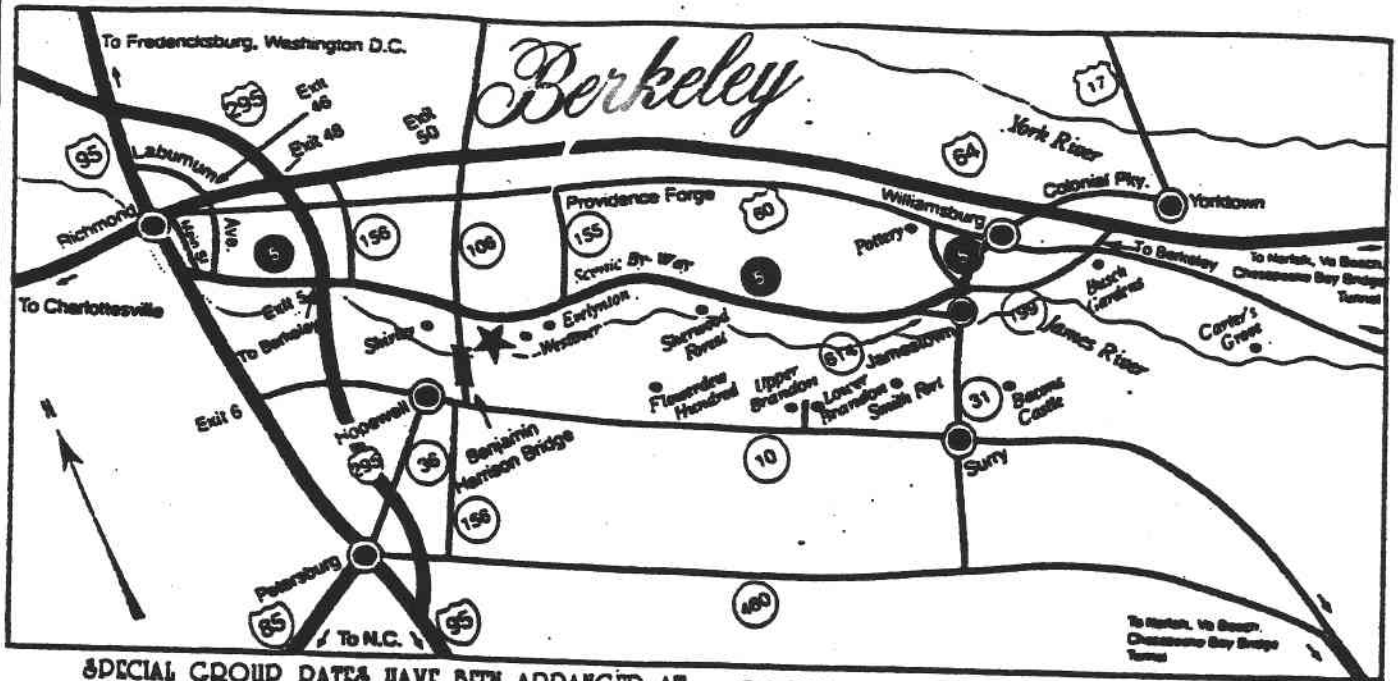 To Fredericksburg, Washington D.C.
Berkeley
295
Exit 46
Exit 48
Exit 50
17
York River
95
Laburnum
64
Colonial Pky.
Yorktown
Richmond
Main St
Ave.
5
156
106
Providence Forge
155
60
Williamsburg
Pottery
5
To Berkeley
To Norfolk, Va Beach,
Chesapeake Bay Bridge
Tunnel
Scenic By-Way
5
To Charlottesville
Exit 5
To Berkeley
Shirley
Evelynton
Westover
Sherwood
Forest
614
Jamestown
199
James River
Busch
Gardens
Carter's
Grove
Exit 6
N
Hopewell
Flowerdew
Hundred
Upper
Brandon
Lower
Brandon
Smith Fort
31
Bacons
Castle
295
36
Benjamin
Harrison Bridge
10
Surry
156
Petersburg
460
85
To N.C.
95
To Norfolk, Va Beach,
Chesapeake Bay Bridge
Tunnel
SPECIAL GROUP RATES HAVE BEEN ARRANGED AT